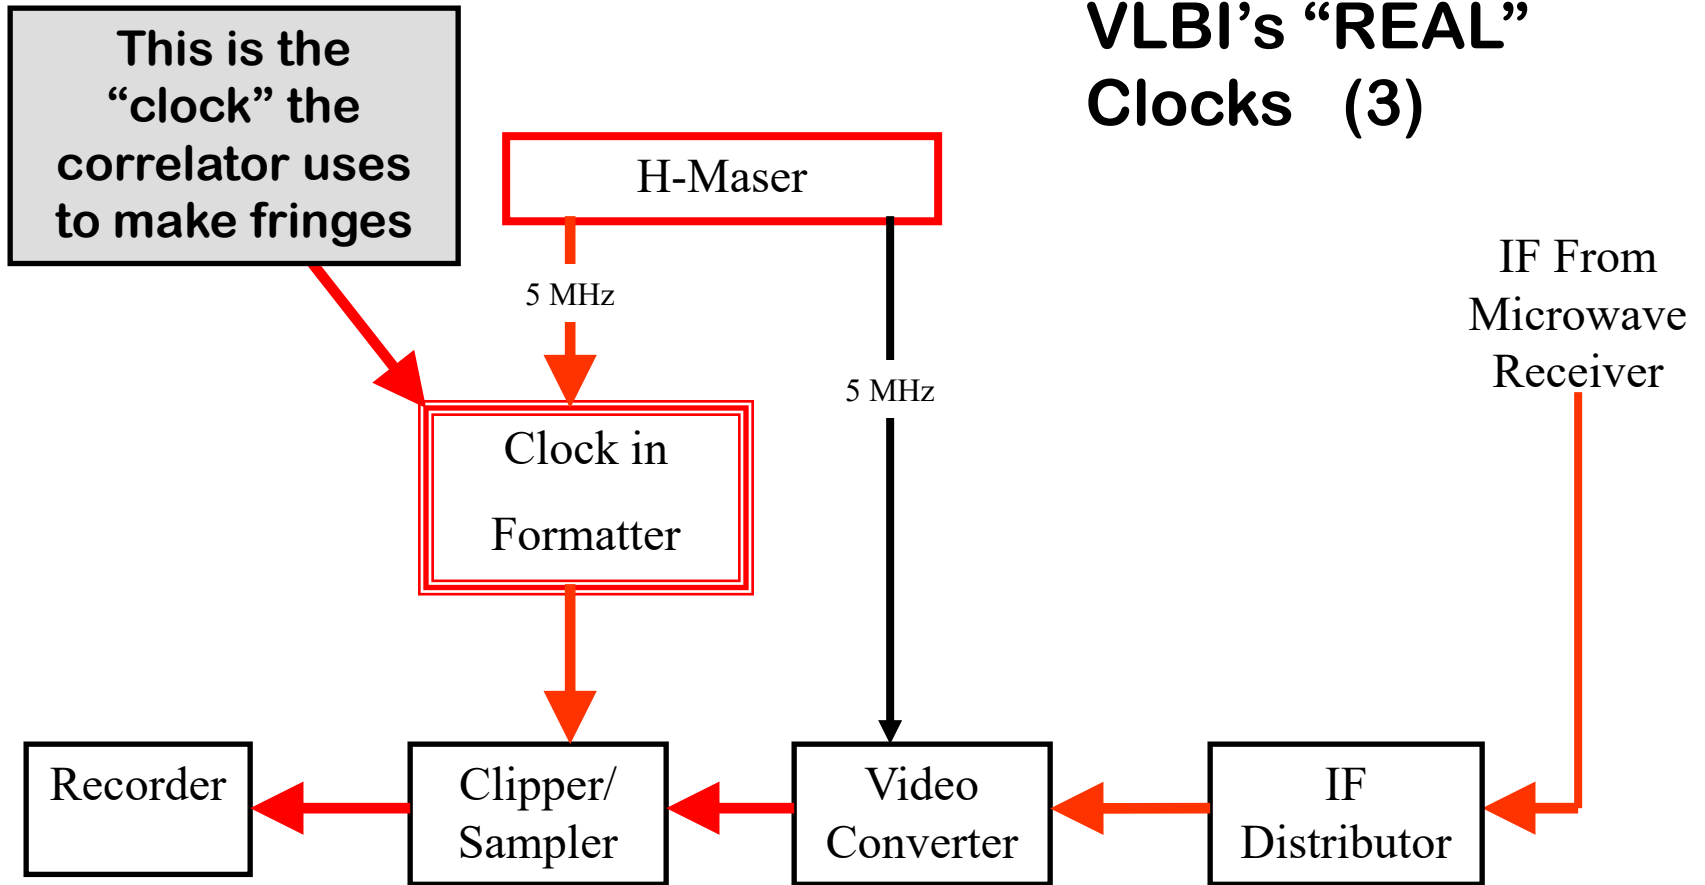 VLBI's “REAL”
Clocks (3)
This is the
“clock” the
correlator uses
to make fringes
H-Maser
5 MHz
5 MHz
IF From
Microwave
Receiver
Clock in
Formatter
Recorder
Clipper/
Sampler
Video
Converter
IF
Distributor